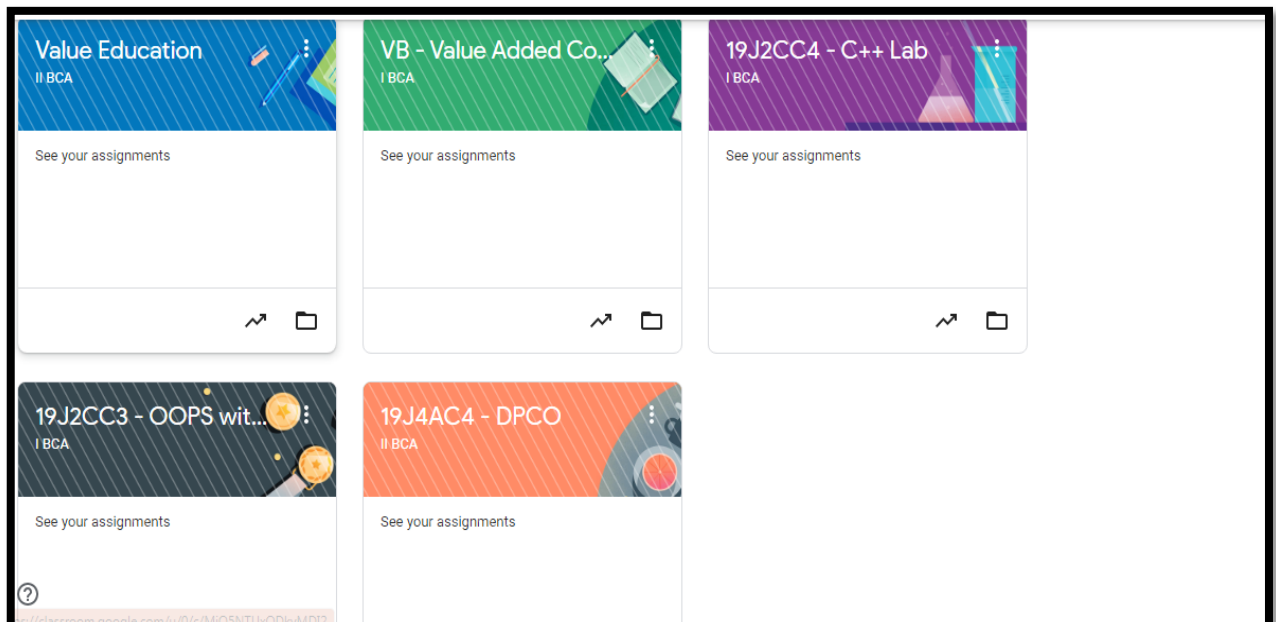 Value Education
II BCA
See your assignments
VB - Value Added Co...
I BCA
See your assignments
19J2CC4 - C++ Lab
I BCA
See your assignments
19J2CC3 - OOPS wit...
I BCA
See your assignments
19J4AC4 - DPCO
II BCA
See your assignments